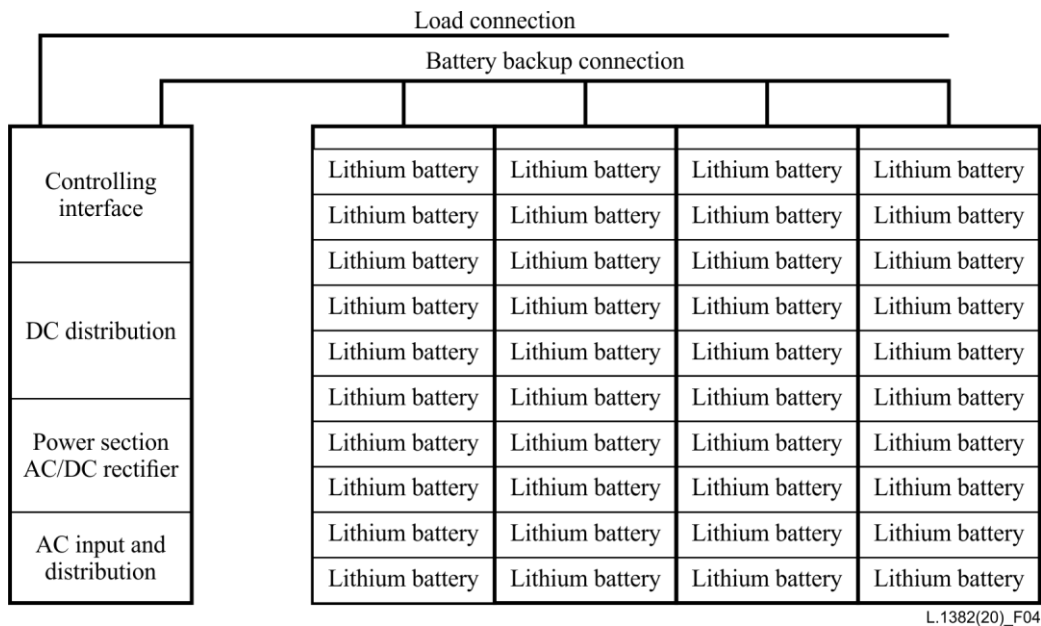 Load connection
Battery backup connection
Controlling
interface
DC distribution
Power section
AC/DC rectifier
AC input and
distribution
Lithium battery Lithium battery Lithium battery Lithium battery
Lithium battery Lithium battery Lithium battery Lithium battery
Lithium battery Lithium battery Lithium battery Lithium battery
Lithium battery Lithium battery Lithium battery Lithium battery
Lithium battery Lithium battery Lithium battery Lithium battery
Lithium battery Lithium battery Lithium battery Lithium battery
Lithium battery Lithium battery Lithium battery Lithium battery
Lithium battery Lithium battery Lithium battery Lithium battery
Lithium battery Lithium battery Lithium battery Lithium battery
Lithium battery Lithium battery Lithium battery Lithium battery
L.1382(20)_F04